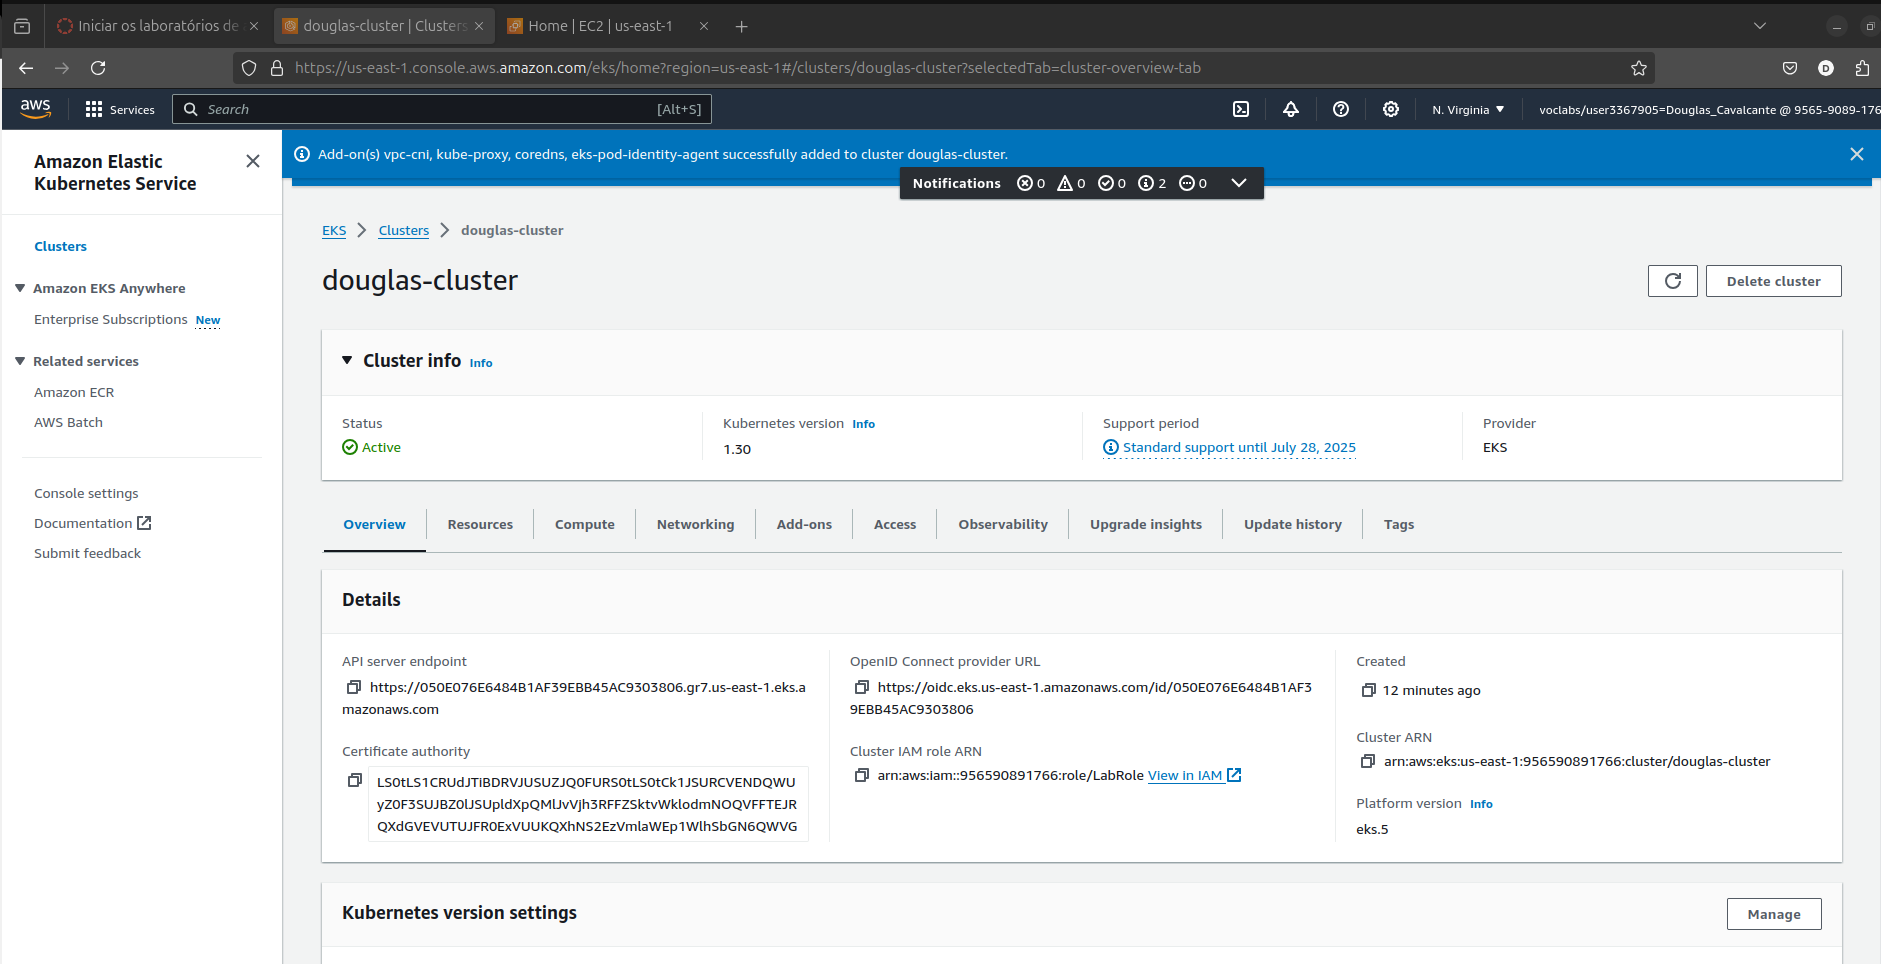 Iniciar os laboratórios de
douglas-cluster | Clusters
Home | EC2 | us-east-1
https://us-east-1.console.aws.amazon.com/eks/home?region=us-east-1#/clusters/douglas-cluster?selectedTab=cluster-overview-tab
D
aws
Services
Search
[Alt+S]
N. Virginia
voclabs/user3367905=Douglas_Cavalcante @ 9565-9089-176
Amazon Elastic
Kubernetes Service
Clusters
Amazon EKS Anywhere
Enterprise Subscriptions New
Related services
Amazon ECR
AWS Batch
Console settings
Documentation
Submit feedback
Add-on(s) vpc-cni, kube-proxy, coredns, eks-pod-identity-agent successfully added to cluster douglas-cluster.
Notifications 0 0 0 2 0
EKS Clusters douglas-cluster
douglas-cluster
Delete cluster
Cluster info Info
Status
Active
Kubernetes version Info
1.30
Support period
Standard support until July 28, 2025
Provider
EKS
Overview Resources Compute Networking Add-ons Access Observability Upgrade insights Update history Tags
Details
API server endpoint
https://050E076E6484B1AF39EBB45AC9303806.gr7.us-east-1.eks.a
mazonaws.com
Certificate authority
LS0tLS1CRUdJTiBDRVJUSUZJQ0FURS0tLS0tCk1JSURCVENDQWU
yZ0F3SUJBZ0lJSUpldXpQMlJvVjh3RFFZSktvWklodmNOQVFFTEJR
QXdGVEVUTUJFR0ExVUUKQXhNS2EzVmlaWEp1WlhSbGN6QWVG
OpenID Connect provider URL
https://oidc.eks.us-east-1.amazonaws.com/id/050E076E6484B1AF3
9EBB45AC9303806
Cluster IAM role ARN
arn:aws:iam::956590891766:role/LabRole View in IAM
Created
12 minutes ago
Cluster ARN
arn:aws:eks:us-east-1:956590891766:cluster/douglas-cluster
Platform version Info
eks.5
Kubernetes version settings
Manage